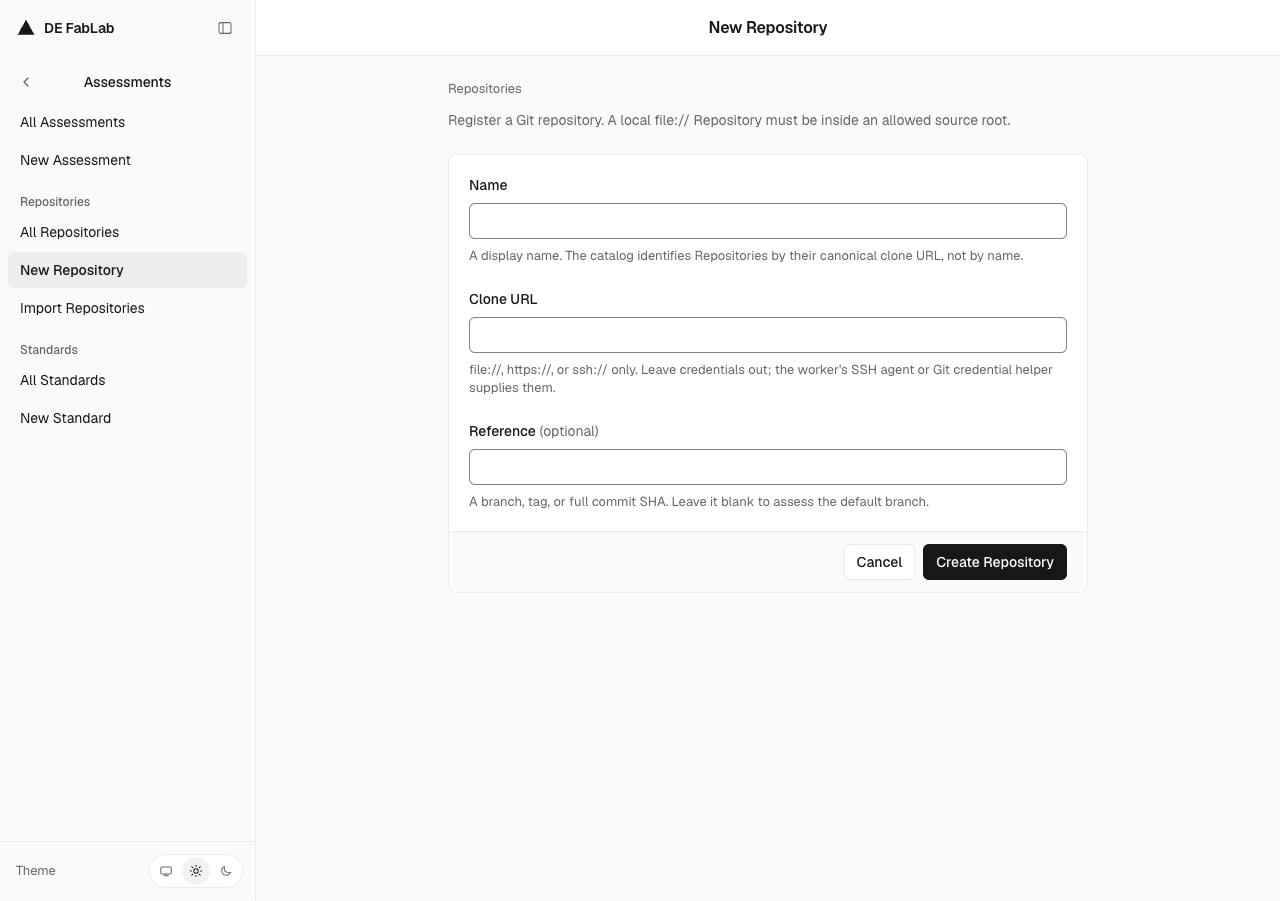 DE FabLab
Assessments
All Assessments
New Assessment
Repositories
All Repositories
New Repository
Import Repositories
Standards
All Standards
New Standard
Theme
New Repository
Repositories
Register a Git repository. A local file:// Repository must be inside an allowed source root.
Name
A display name. The catalog identifies Repositories by their canonical clone URL, not by name.
Clone URL
file://, https://, or ssh:// only. Leave credentials out; the worker's SSH agent or Git credential helper
supplies them.
Reference (optional)
A branch, tag, or full commit SHA. Leave it blank to assess the default branch.
Cancel
Create Repository